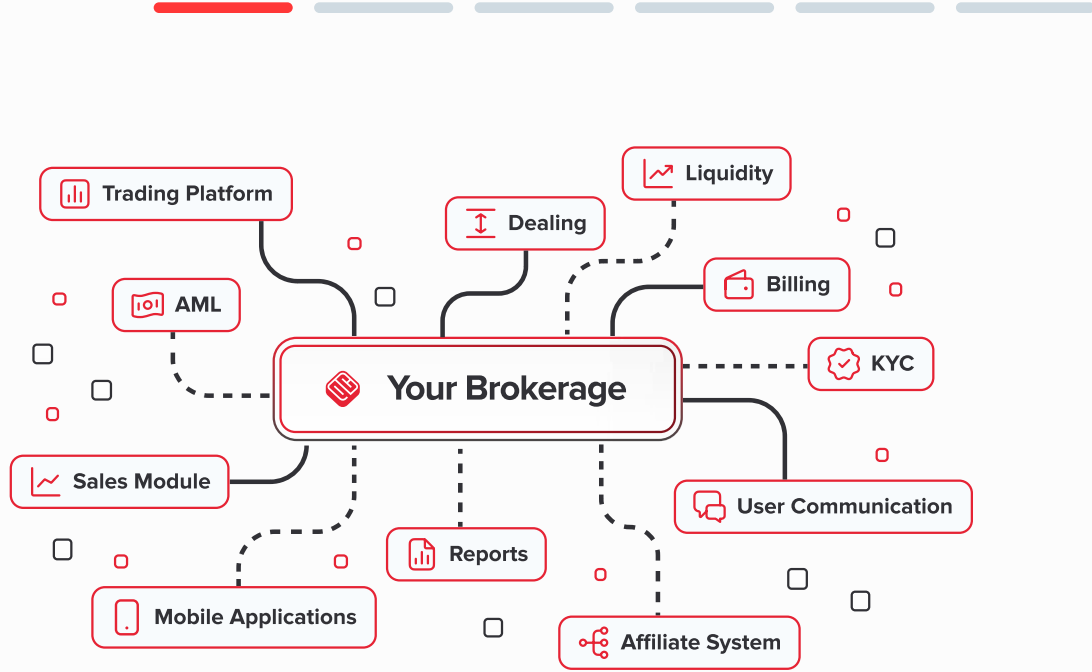 Liquidity
Trading Platform
Dealing
Billing
AML
KYC
Your Brokerage
Sales Module
User Communication
Reports
Mobile Applications
Affiliate System